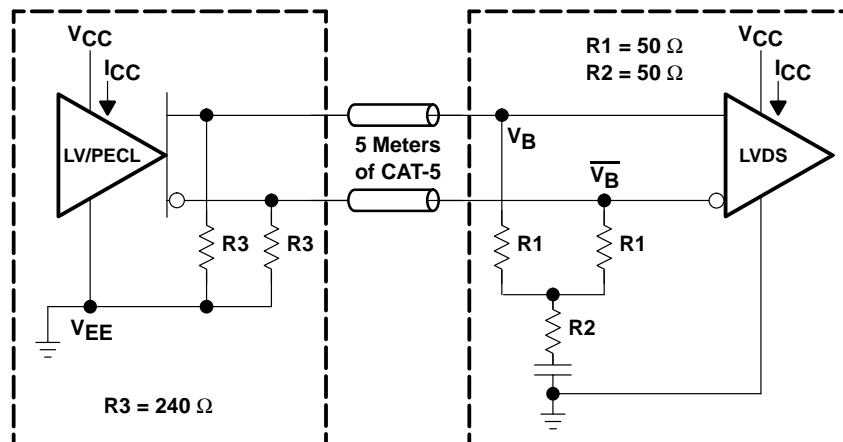 VCC
ICC
LV/PECL
R3
R3
VEE
R3 = 240 Ω
5 Meters
of CAT-5
R1 = 50 Ω
R2 = 50 Ω
VCC
ICC
VB
VB
LVDS
R1
R1
R2